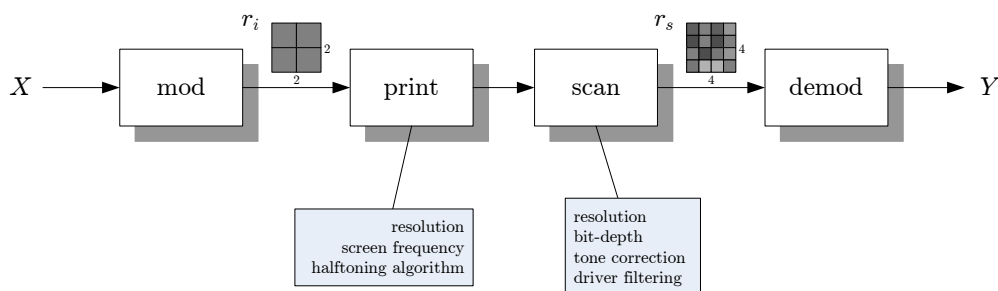 r_i
r_s
2
2
4
4
X
mod
print
scan
demod
Y
resolution
screen frequency
halftoning algorithm
resolution
bit-depth
tone correction
driver filtering